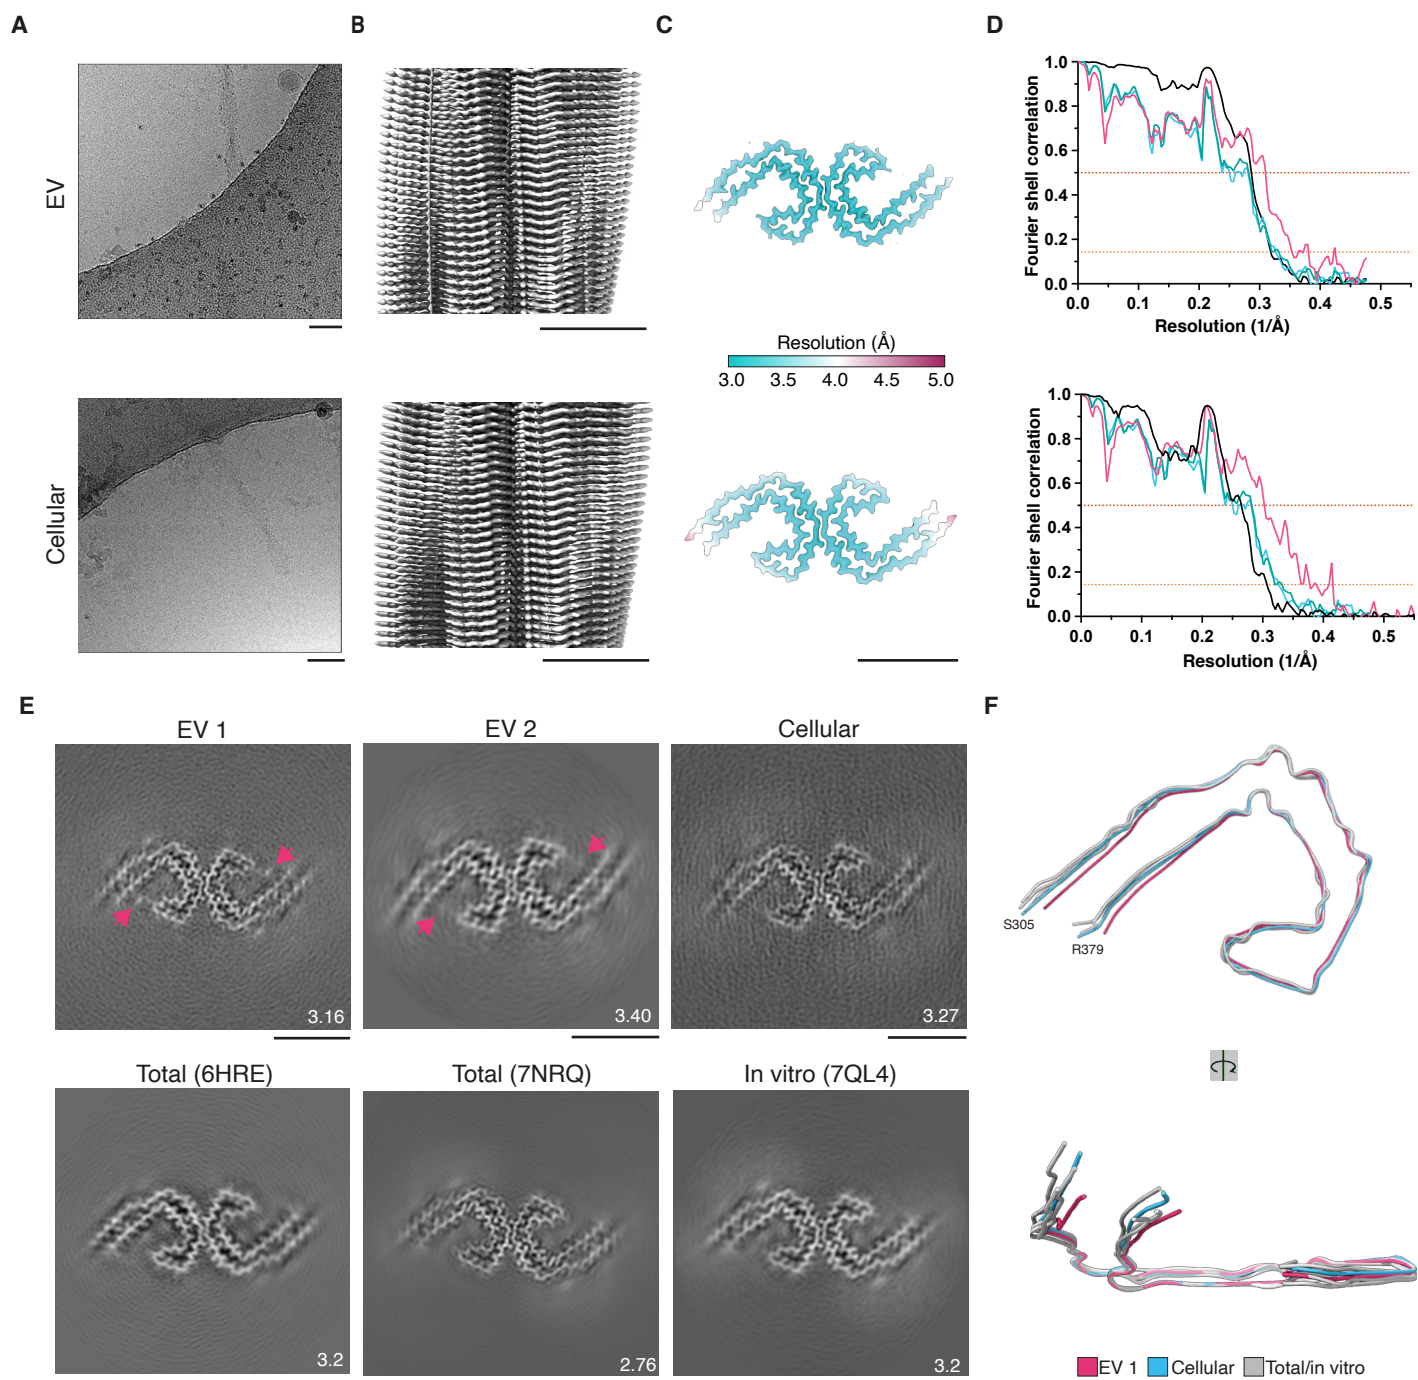 A
B
C
D
EV
Cellular
Resolution (Å)
3.0 3.5 4.0 4.5 5.0
Fourier shell correlation
1.0
0.8
0.6
0.4
0.2
0.0
0.0 0.1 0.2 0.3 0.4 0.5
Resolution (1/Å)
Fourier shell correlation
1.0
0.8
0.6
0.4
0.2
0.0
0.0 0.1 0.2 0.3 0.4 0.5
Resolution (1/Å)
E
EV 1
EV 2
Cellular
3.16
3.40
3.27
Total (6HRE)
Total (7NRQ)
In vitro (7QL4)
3.2
2.76
3.2
F
S305
R379
EV 1 Cellular Total/in vitro